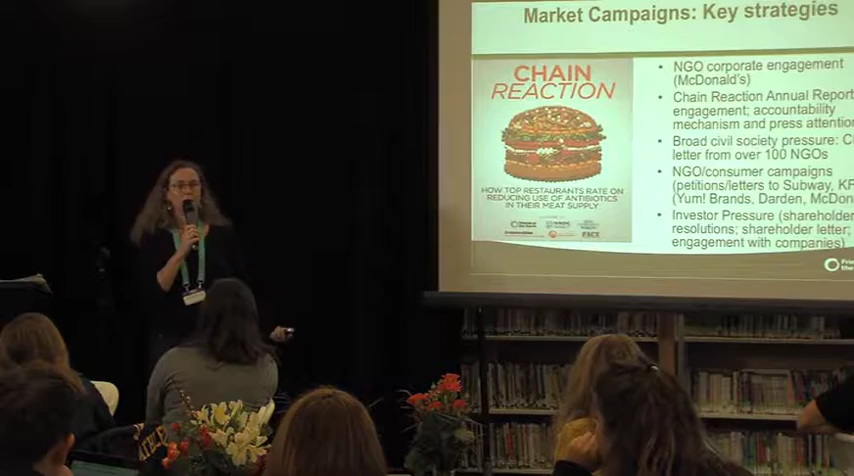 Market Campaigns: Key strategies
CHAIN
REACTION
HOW TOP RESTAURANTS RATE ON
REDUCING USE OF ANTIBIOTICS
IN THEIR MEAT SUPPLY
• NGO corporate engagement
(McDonald's)
• Chain Reaction Annual Report
engagement; accountability
mechanism and press attention
• Broad civil society pressure:
letter from over 100 NGOs
• NGO/consumer campaigns
(petitions/letters to Subway,
(Yum! Brands, Darden,
• Investor Pressure (shareholder
resolutions; shareholder letter;
engagement with companies)